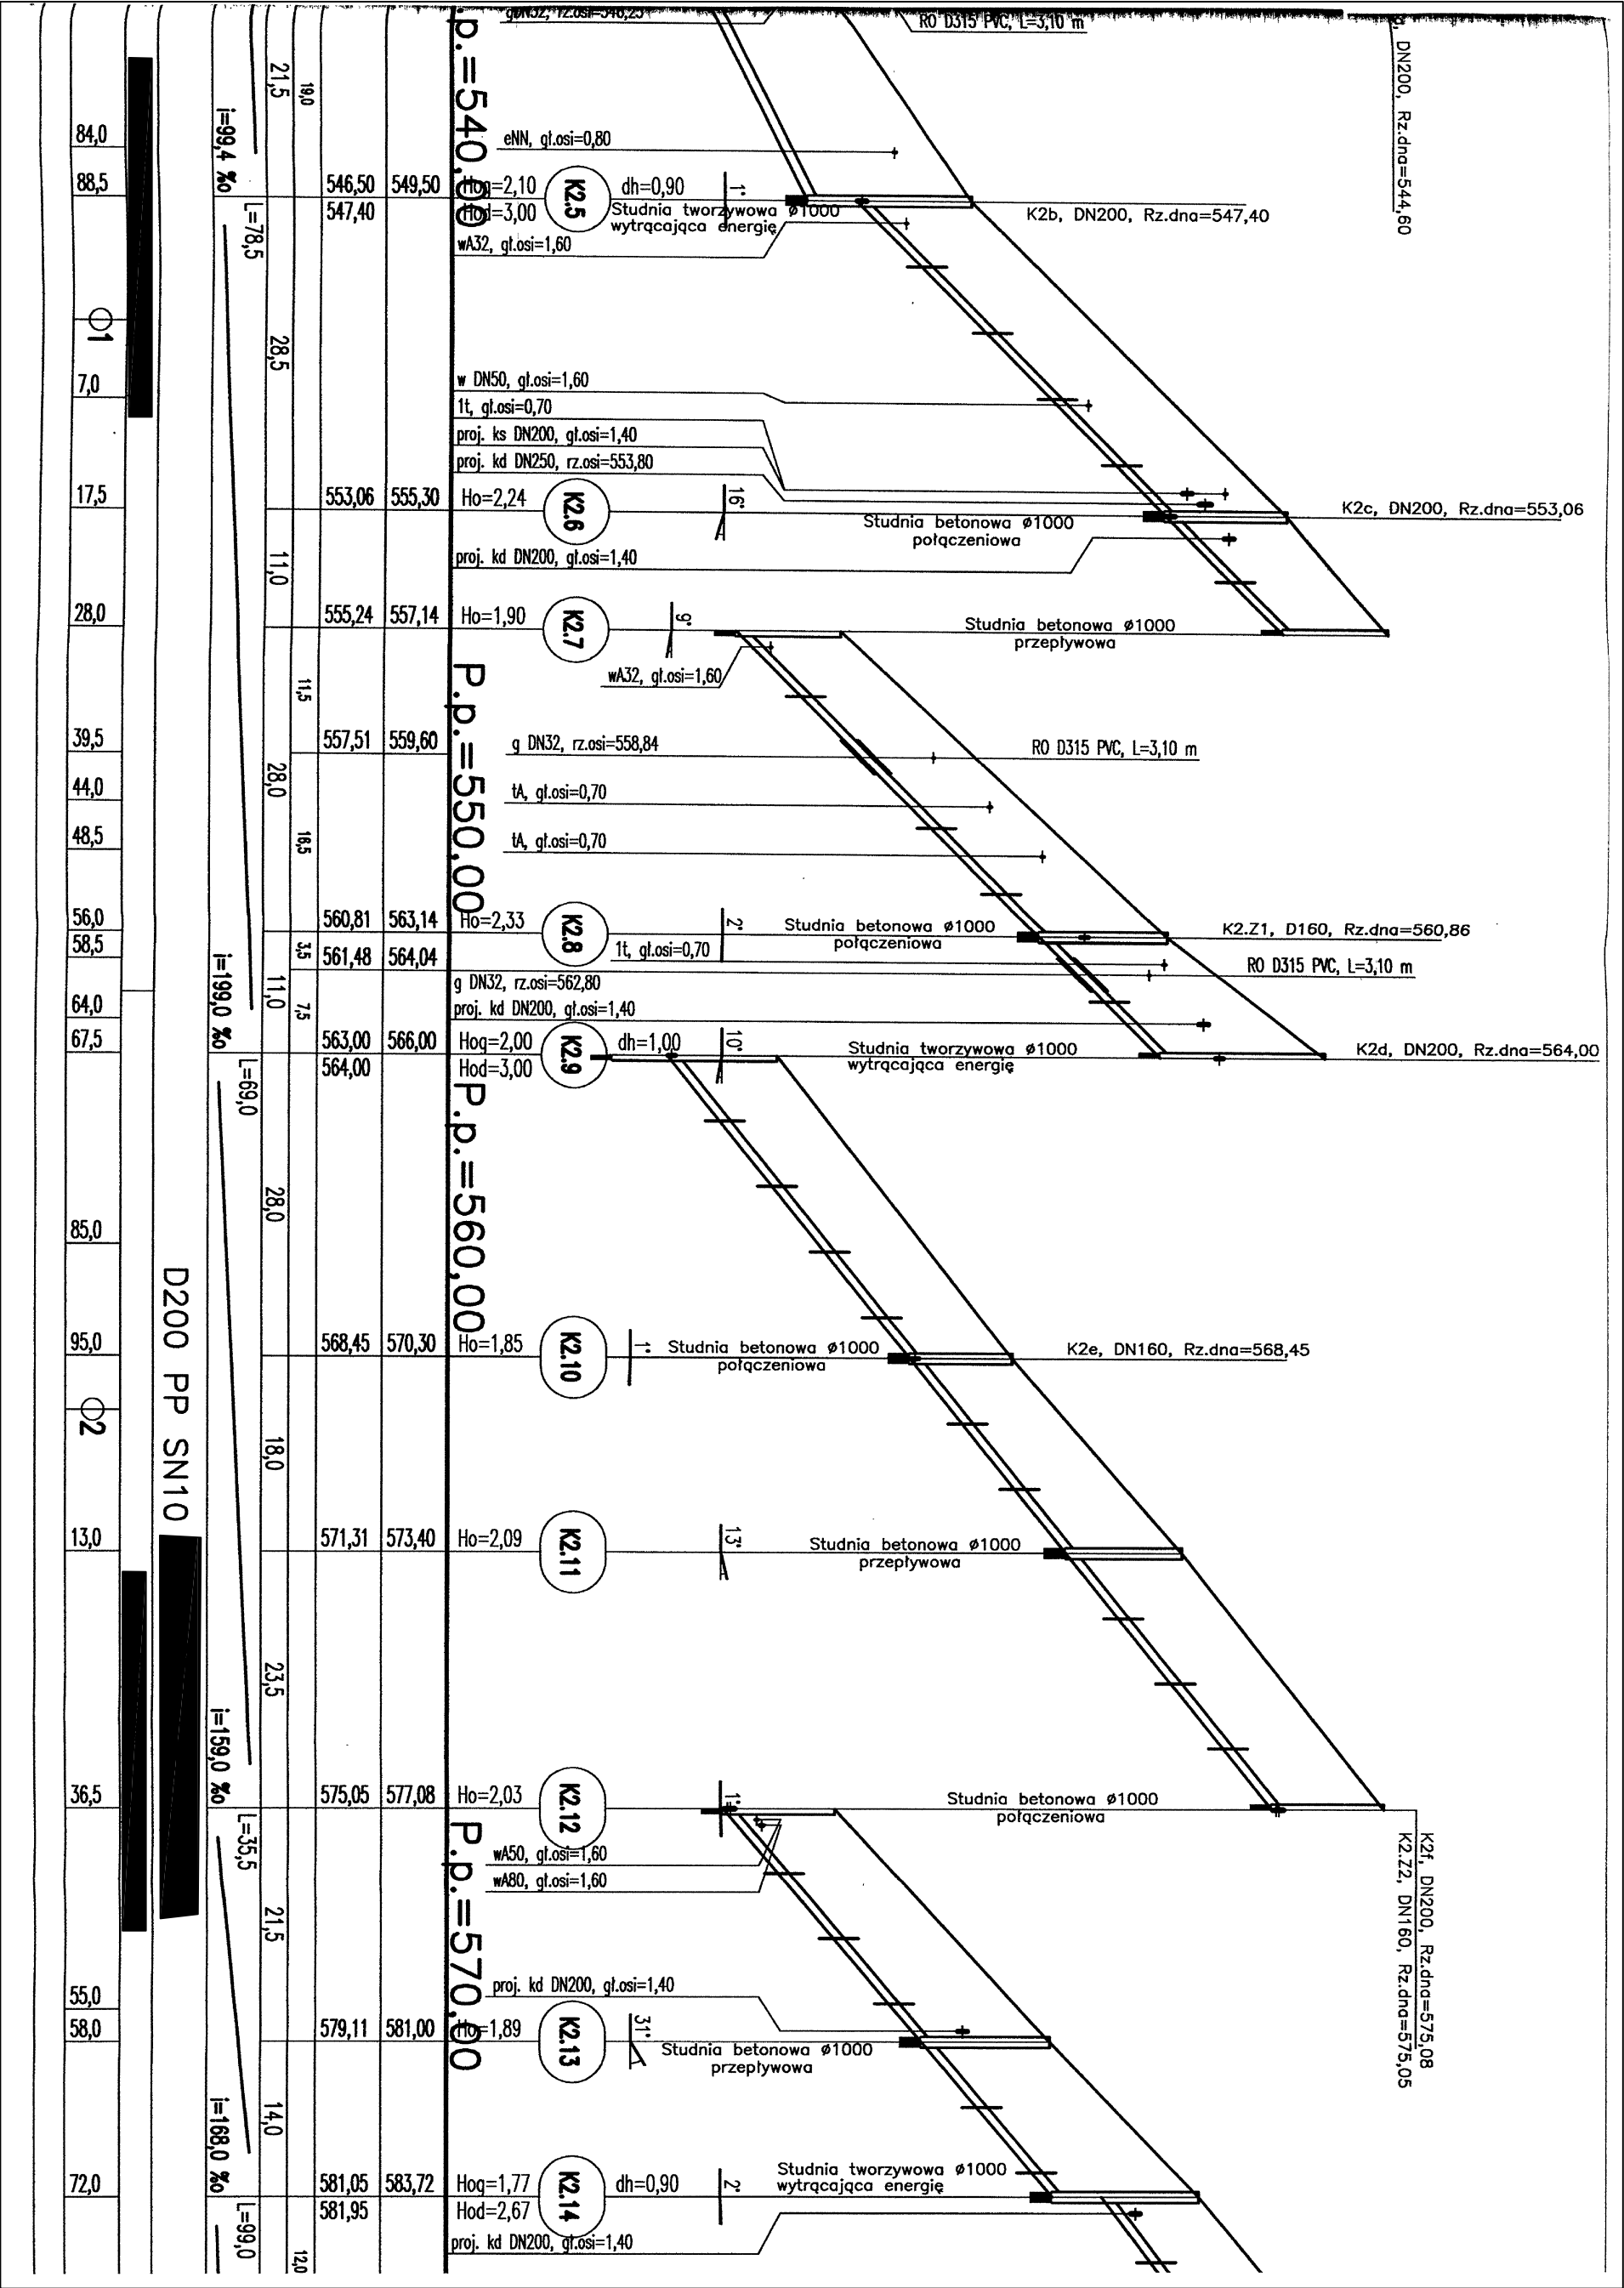 gDN32, rz.osi=546,25
RO D315 PVC, L=3,10 m
DN200, Rz.dna=544,60
p.=540,00
21,5
19,0
i=99,4 ‰
84,0
eNN, gł.osi=0,80
88,5
546,50
549,50
Hog=2,10
K2.5
dh=0,90
1°
547,40
Hod=3,00
Studnia tworzywowa ø1000
wytrącająca energię
K2b, DN200, Rz.dna=547,40
L=78,5
wA32, gł.osi=1,60
1
28,5
7,0
w DN50, gł.osi=1,60
1t, gł.osi=0,70
proj. ks DN200, gł.osi=1,40
proj. kd DN250, rz.osi=553,80
17,5
553,06
555,30
Ho=2,24
K2.6
16°
Studnia betonowa ø1000
połączeniowa
K2c, DN200, Rz.dna=553,06
11,0
proj. kd DN200, gł.osi=1,40
28,0
555,24
557,14
Ho=1,90
K2.7
9°
Studnia betonowa ø1000
przepływowa
P.p.=550,00
wA32, gł.osi=1,60
11,5
39,5
557,51
559,60
g DN32, rz.osi=558,84
RO D315 PVC, L=3,10 m
28,0
44,0
tA, gł.osi=0,70
48,5
16,5
tA, gł.osi=0,70
56,0
560,81
563,14
Ho=2,33
K2.8
2°
Studnia betonowa ø1000
połączeniowa
K2.Z1, D160, Rz.dna=560,86
58,5
3,5
561,48
564,04
1t, gł.osi=0,70
RO D315 PVC, L=3,10 m
g DN32, rz.osi=562,80
i=199,0 ‰
11,0
7,5
64,0
proj. kd DN200, gł.osi=1,40
67,5
563,00
566,00
Hog=2,00
K2.9
dh=1,00
10°
Studnia tworzywowa ø1000
wytrącająca energię
K2d, DN200, Rz.dna=564,00
564,00
Hod=3,00
L=69,0
P.p.=560,00
28,0
85,0
D200 PP SN10
95,0
568,45
570,30
Ho=1,85
K2.10
1°
Studnia betonowa ø1000
połączeniowa
K2e, DN160, Rz.dna=568,45
2
18,0
13,0
571,31
573,40
Ho=2,09
K2.11
13°
Studnia betonowa ø1000
przepływowa
23,5
i=159,0 ‰
36,5
575,05
577,08
Ho=2,03
K2.12
1°
Studnia betonowa ø1000
połączeniowa
K2f, DN200, Rz.dna=575,08
K2.Z2, DN160, Rz.dna=575,05
L=35,5
P.p.=570,00
wA50, gł.osi=1,60
wA80, gł.osi=1,60
21,5
55,0
proj. kd DN200, gł.osi=1,40
58,0
579,11
581,00
Ho=1,89
K2.13
31°
Studnia betonowa ø1000
przepływowa
14,0
i=168,0 ‰
72,0
581,05
583,72
Hog=1,77
K2.14
dh=0,90
2°
Studnia tworzywowa ø1000
wytrącająca energię
581,95
Hod=2,67
L=99,0
12,0
proj. kd DN200, gł.osi=1,40